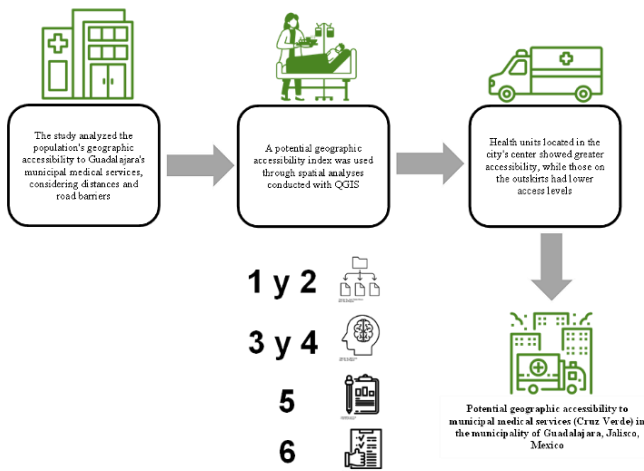 The study analyzed the
population's geographic
accessibility to Guadalajara's
municipal medical services,
considering distances and
road barriers
A potential geographic
accessibility index was used
through spatial analyses
conducted with QGIS
Health units located in the
city's center showed greater
accessibility, while those on
the outskirts had lower
access levels
1 y 2
3 y 4
5
6
Potential geographic accessibility to
municipal medical services (Cruz Verde) in
the municipality of Guadalajara, Jalisco,
Mexico